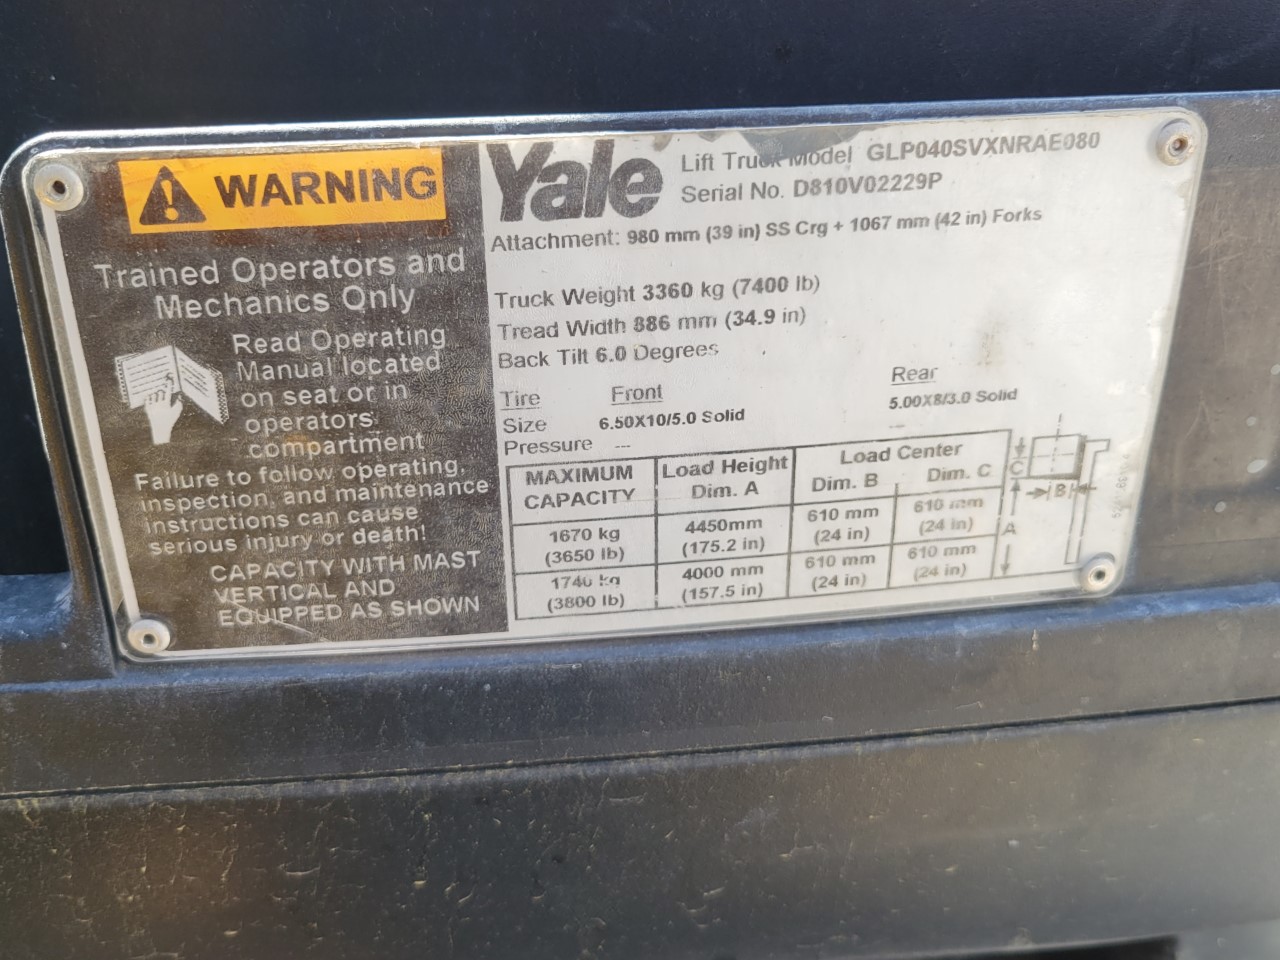 WARNING
Trained Operators and
Mechanics Only
Read Operating
Manual located
on seat or in
operators
compartment
Failure to follow operating,
inspection, and maintenance
instructions can cause
serious injury or death!
CAPACITY WITH MAST
VERTICAL AND
EQUIPPED AS SHOWN
Yale
Lift Truck Model GLP040SVXNRAE080
Serial No. D810V02229P
Attachment: 980 mm (39 in) SS Crg + 1067 mm (42 in) Forks
Truck Weight 3360 kg (7400 lb)
Tread Width 886 mm (34.9 in)
Back Tilt 6.0 Degrees
Tire Front Rear
Size 6.50X10/5.0 Solid 5.00X8/3.0 Solid
Pressure --- ---
MAXIMUM CAPACITY Load Height Dim. A Load Center Dim. B Dim. C
1670 kg 4450mm 610 mm 610 mm
(3650 lb) (175.2 in) (24 in) (24 in)
1740 kg 4000 mm 610 mm 610 mm
(3800 lb) (157.5 in) (24 in) (24 in)
C
B
A